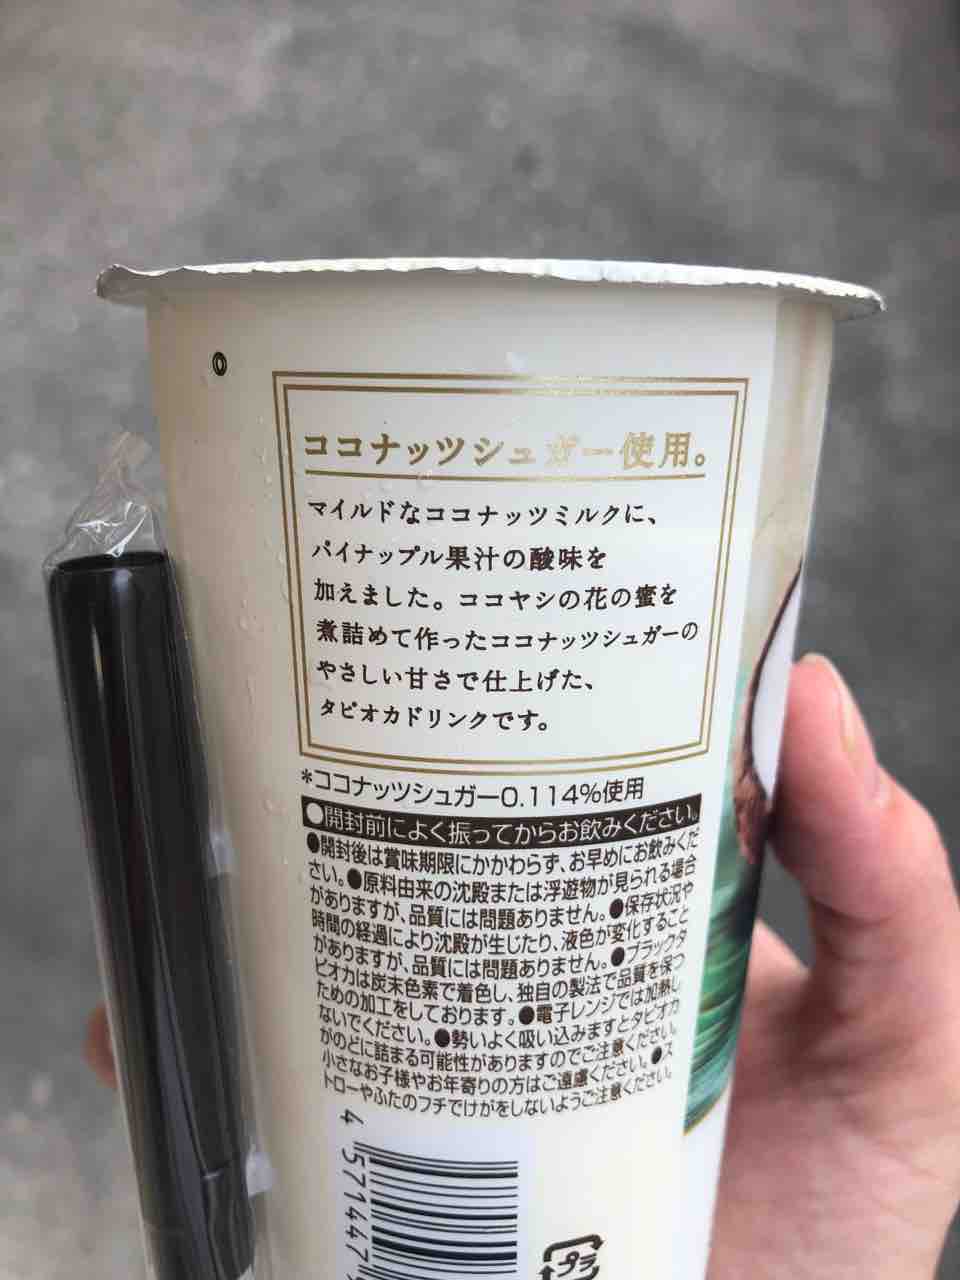 ココナッツシュガー使用。
マイルドなココナッツミルクに、
パイナップル果汁の酸味を
加えました。ココヤシの花の蜜を
煮詰めて作ったココナッツシュガーの
やさしい甘さで仕上げた、
タピオカドリンクです。
*ココナッツシュガー0.114%使用
●開封前によく振ってからお飲みください。
●開封後は賞味期限にかかわらず、お早めにお飲みくだ
さい。●原料由来の沈殿または浮遊物が見られる場合
がありますが、品質には問題ありません。●保存状況や
時間の経過により沈殿が生じたり、液色が変化すること
がありますが、品質には問題ありません。●ブラックタ
ピオカは炭末色素で着色し、独自の製法で品質を保つ
ための加工をしております。●電子レンジでは加熱し
ないでください。●勢いよく吸い込みますとタピオカ
がのどに詰まる可能性がありますのでご注意ください。
小さなお子様やお年寄りの方はご遠慮ください。●ス
トローやふたのフチでけがをしないようご注意ください。
4 571447
プラ